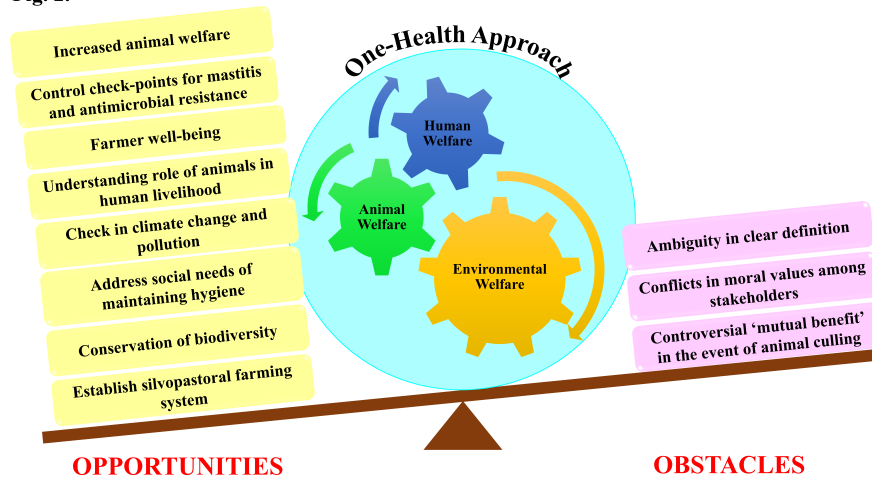 One-Health Approach
Increased animal welfare
Control check-points for mastitis
and antimicrobial resistance
Farmer well-being
Understanding role of animals in
human livelihood
Check in climate change and
pollution
Address social needs of
maintaining hygiene
Conservation of biodiversity
Establish silvopastoral farming
system
Human
Welfare
Animal
Welfare
Environmental
Welfare
Ambiguity in clear definition
Conflicts in moral values among
stakeholders
Controversial ‘mutual benefit’
in the event of animal culling
OPPORTUNITIES
OBSTACLES